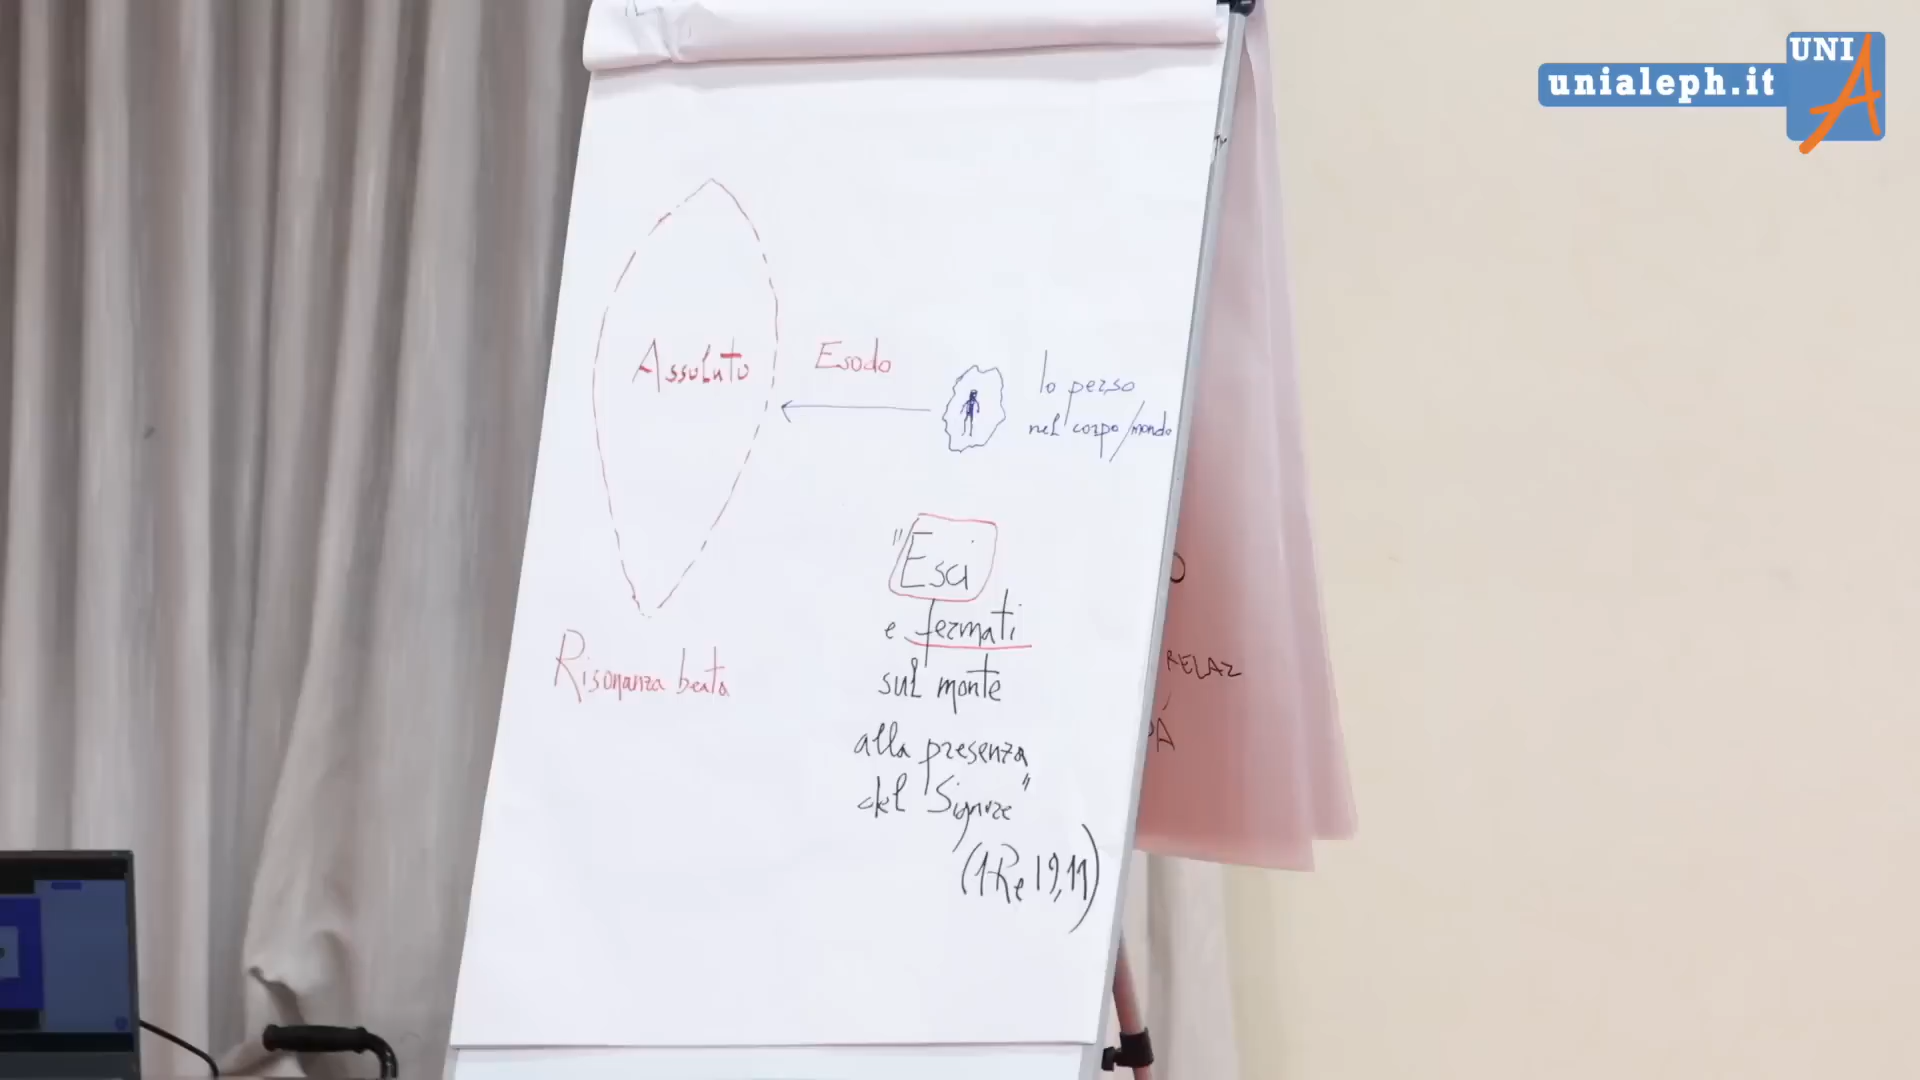 unialeph.it
UNI A
Assoluto
Esodo
Io perso
nel corpo/mondo
Risonanza beata
"Esci
e fermati
sul monte
alla presenza
del Signore"
(1Re 19,11)
RELAZ